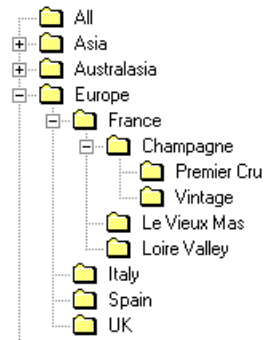 All
Asia
Australasia
Europe
France
Champagne
Premier Cru
Vintage
Le Vieux Mas
Loire Valley
Italy
Spain
UK